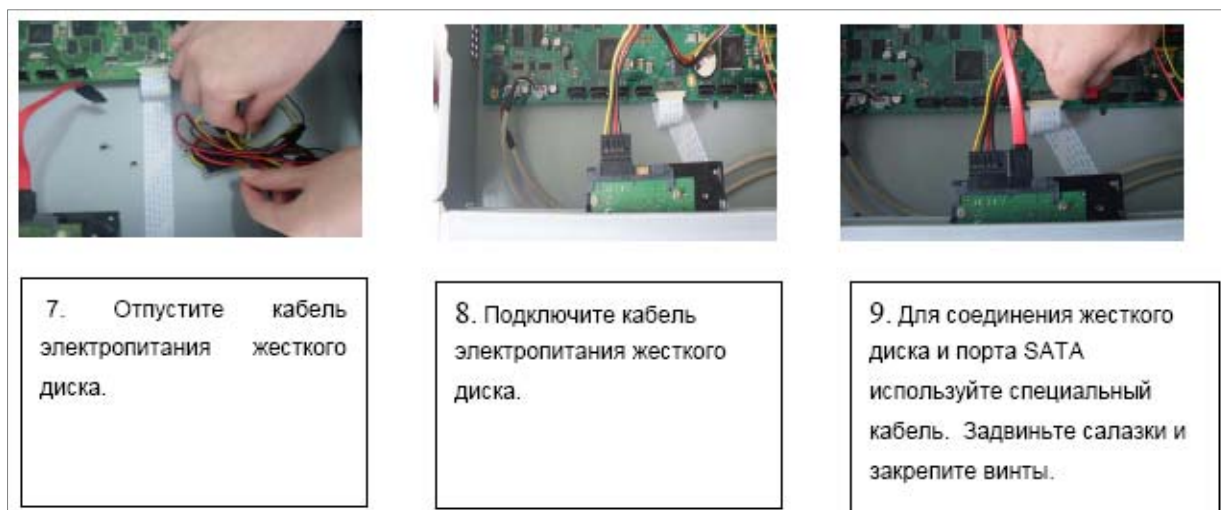 7. Отпустите кабель
электропитания жесткого
диска.
8. Подключите кабель
электропитания жесткого
диска.
9. Для соединения жесткого
диска и порта SATA
используйте специальный
кабель. Задвиньте салазки и
закрепите винты.